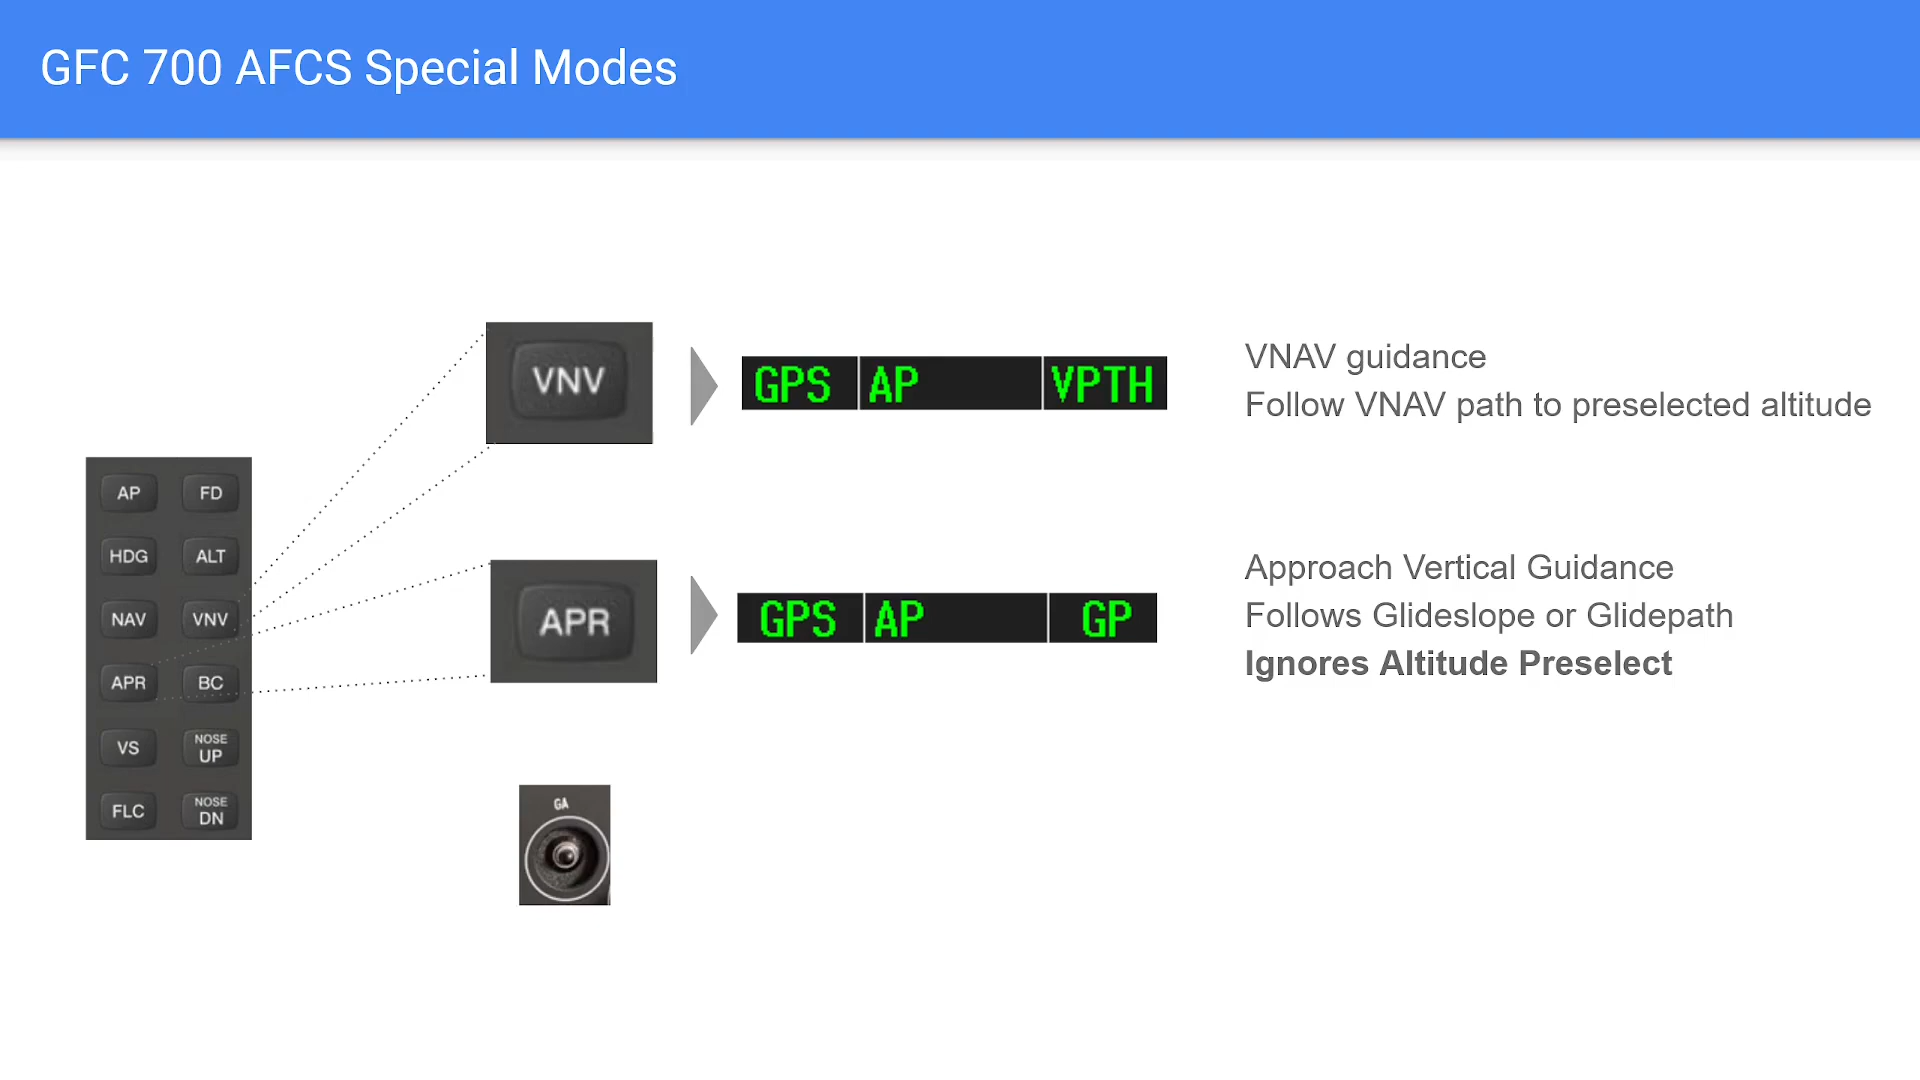 GFC 700 AFCS Special Modes
VNV
GPS AP VPTH
VNAV guidance
Follow VNAV path to preselected altitude
AP FD
HDG ALT
NAV VNV
APR BC
VS NOSE UP
FLC NOSE DN
APR
GPS AP GP
Approach Vertical Guidance
Follows Glideslope or Glidepath
Ignores Altitude Preselect
GA